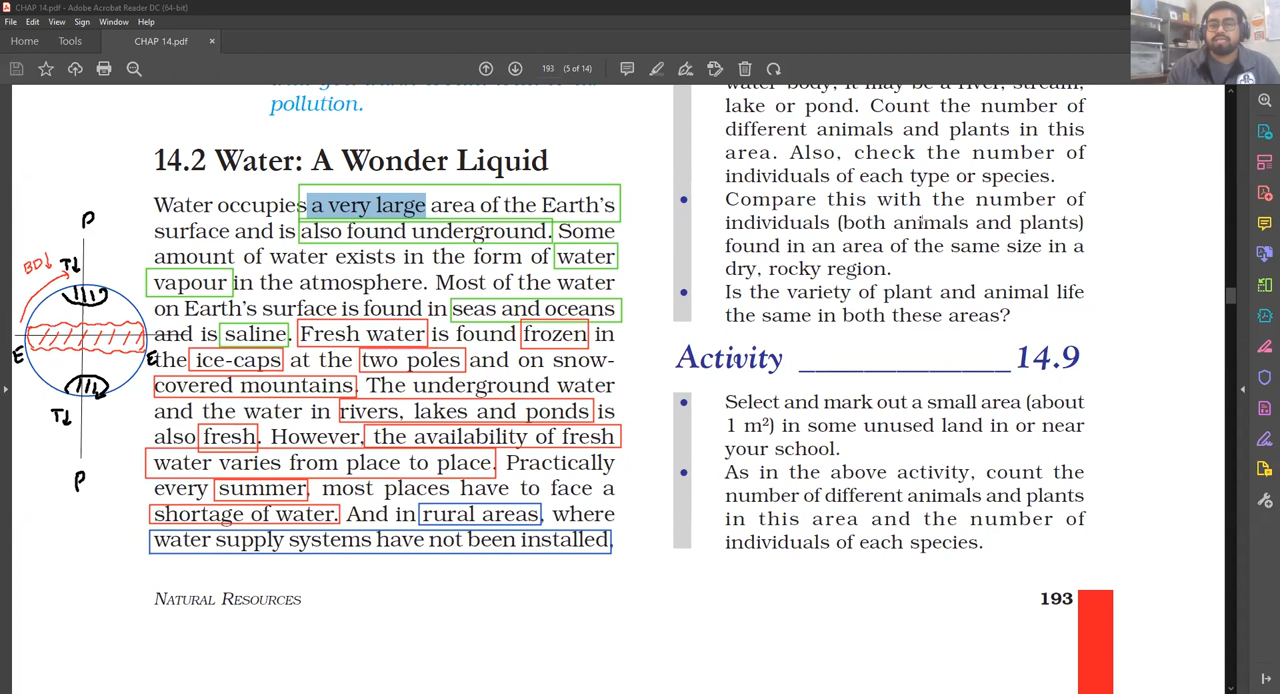 CHAP 14.pdf - Adobe Acrobat Reader DC (64-bit)
File Edit View Sign Window Help
Home Tools CHAP 14.pdf ×
193 (5 of 14)
pollution.
14.2 Water: A Wonder Liquid
Water occupies a very large area of the Earth's
surface and is also found underground. Some
amount of water exists in the form of water
vapour in the atmosphere. Most of the water
on Earth's surface is found in seas and oceans
and is saline. Fresh water is found frozen in
the ice-caps at the two poles and on snow-
covered mountains. The underground water
and the water in rivers, lakes and ponds is
also fresh. However, the availability of fresh
water varies from place to place. Practically
every summer, most places have to face a
shortage of water. And in rural areas, where
water supply systems have not been installed,
P
BD↓
T↓
E
E
T↓
P
NATURAL RESOURCES
water body, it may be a river, stream,
lake or pond. Count the number of
different animals and plants in this
area. Also, check the number of
individuals of each type or species.
• Compare this with the number of
individuals (both animals and plants)
found in an area of the same size in a
dry, rocky region.
• Is the variety of plant and animal life
the same in both these areas?
Activity ______________ 14.9
• Select and mark out a small area (about
1 m²) in some unused land in or near
your school.
• As in the above activity, count the
number of different animals and plants
in this area and the number of
individuals of each species.
193